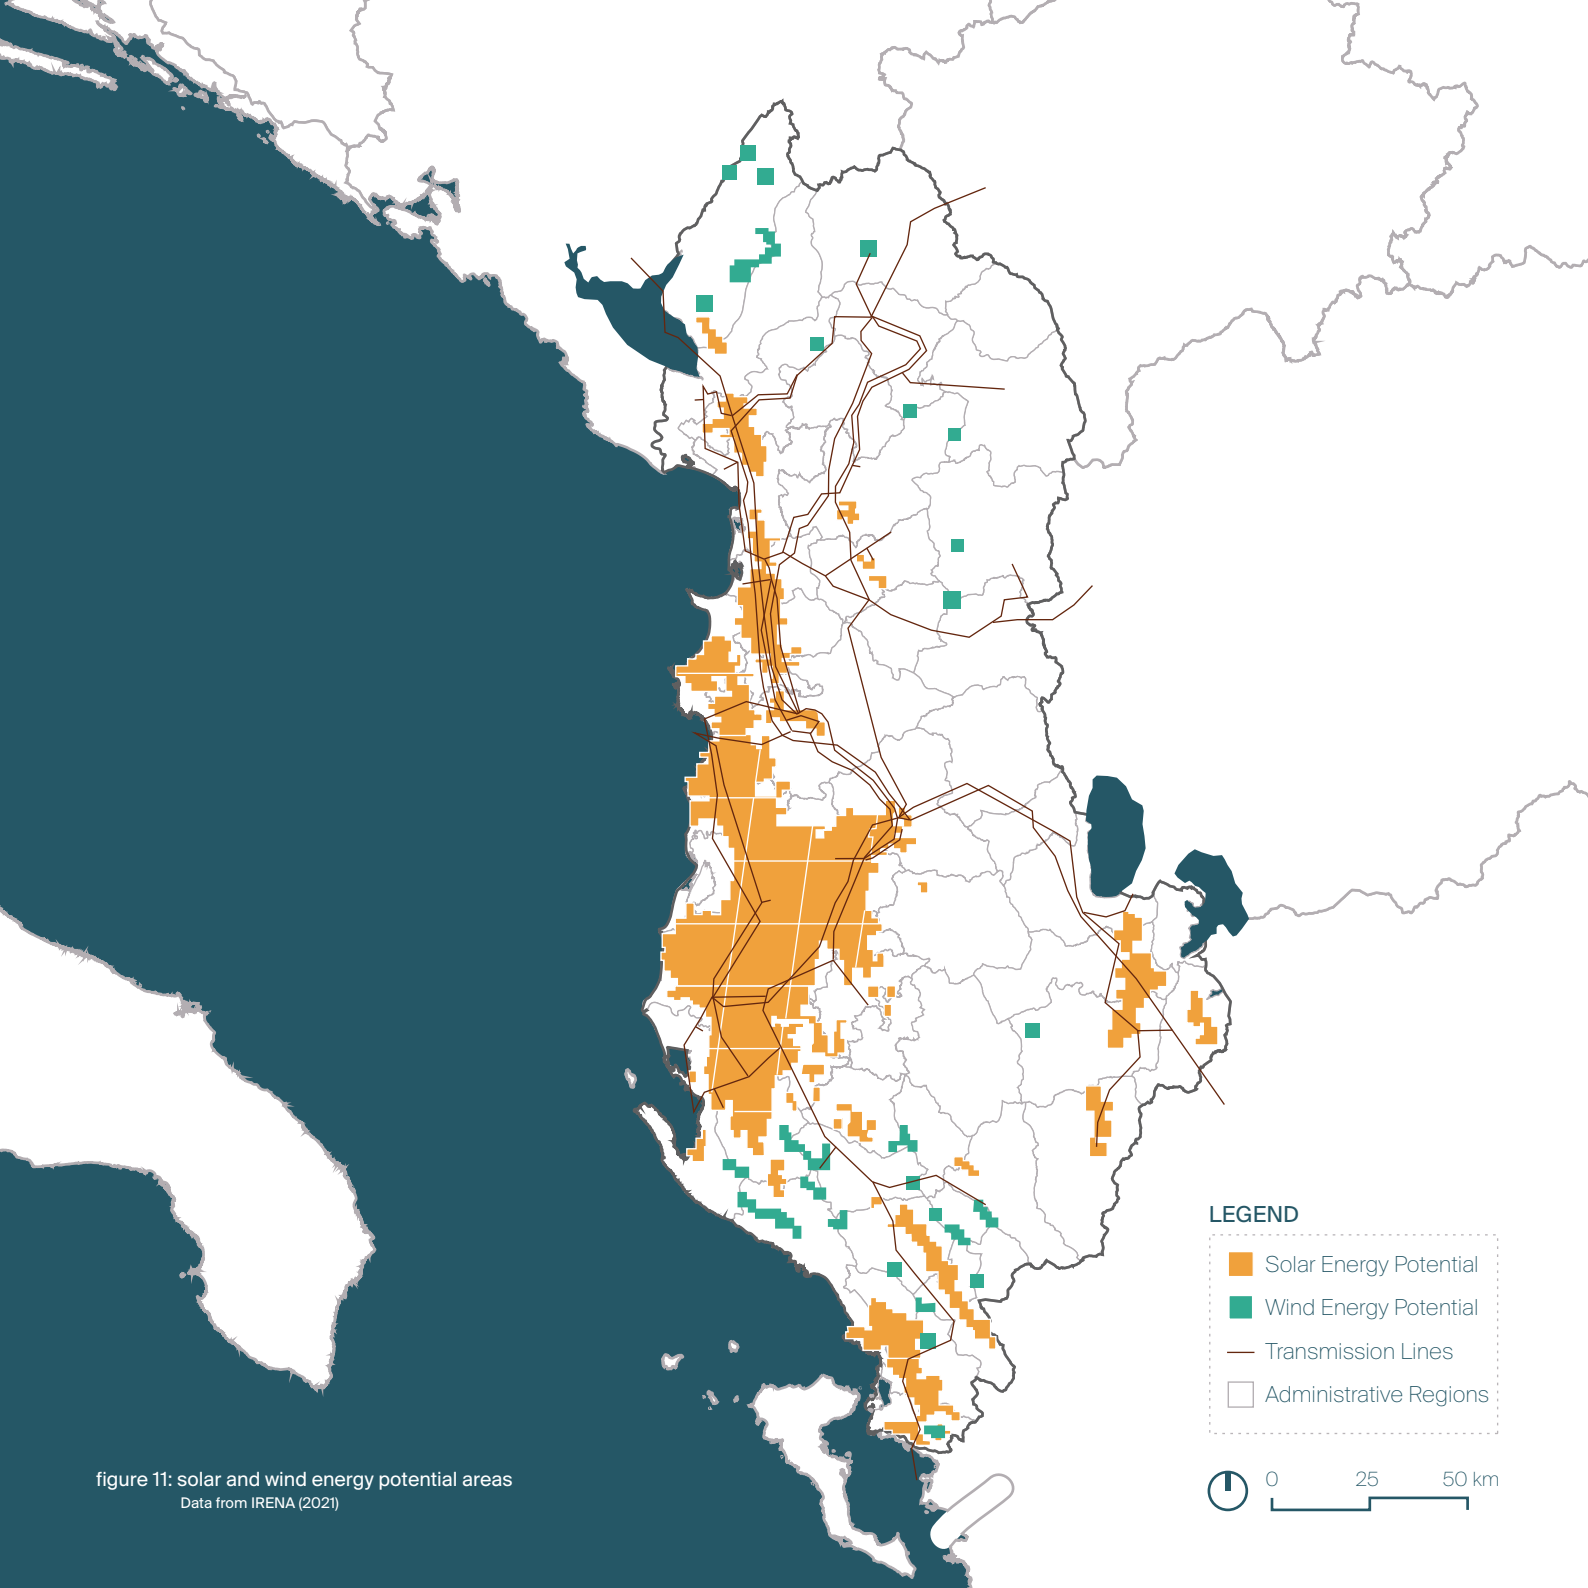 LEGEND
Solar Energy Potential
Wind Energy Potential
Transmission Lines
Administrative Regions
0 25 50 km
figure 11: solar and wind energy potential areas
Data from IRENA (2021)